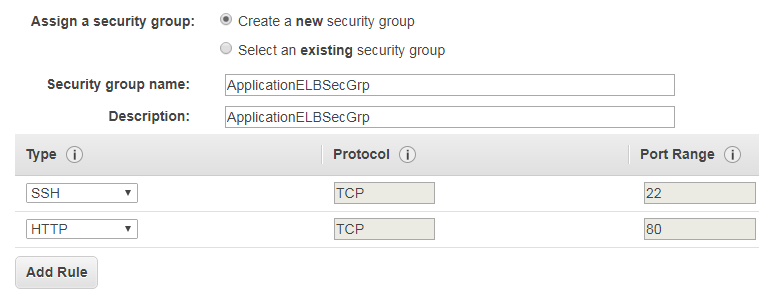 Assign a security group: Create a new security group
Select an existing security group
Security group name: ApplicationELBSecGrp
Description: ApplicationELBSecGrp
Type i Protocol i Port Range i
SSH TCP 22
HTTP TCP 80
Add Rule